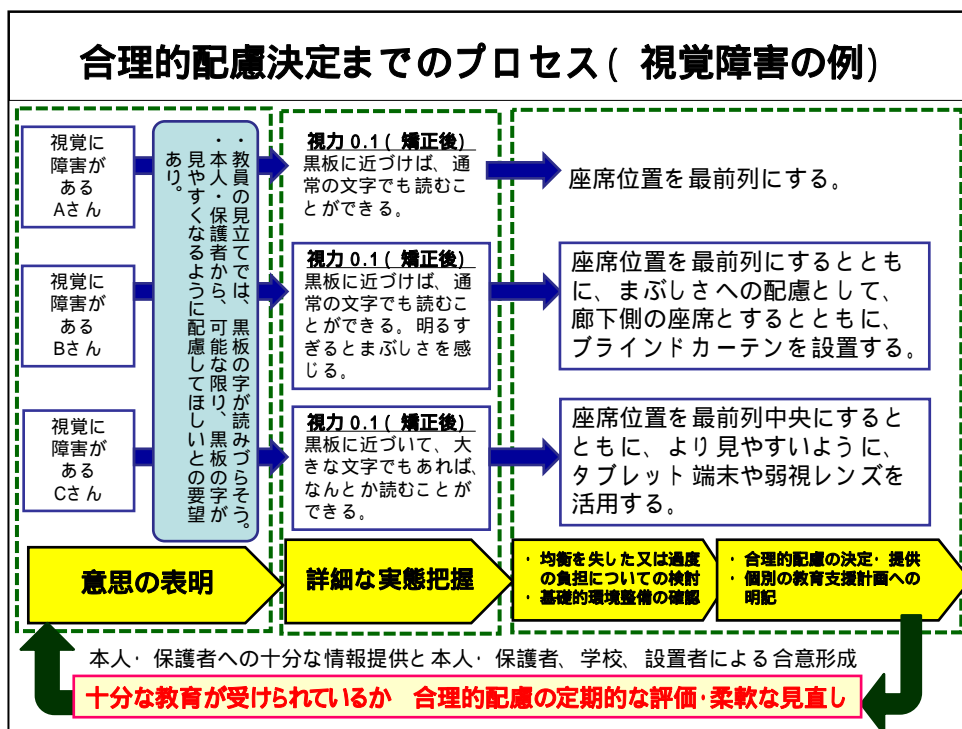 合理的配慮決定までのプロセス( 視覚障害の例)
視覚に
障害が
ある
Aさん
視覚に
障害が
ある
Bさん
視覚に
障害が
ある
Cさん
・教員の見立てでは、黒板の字が読みづらそう。
・本人・保護者から、可能な限り、黒板の字が
見やすくなるように配慮してほしいとの要望
あり。
視力 0.1( 矯正後)
黒板に近づけば、通
常の文字でも読むこ
とができる。
視力 0.1( 矯正後)
黒板に近づけば、通
常の文字でも読むこ
とができる。明るす
ぎるとまぶしさを感
じる。
視力 0.1( 矯正後)
黒板に近づいて、大
きな文字でもあれば、
なんとか読むことが
できる。
座席位置を最前列にする。
座席位置を最前列にするととも
に、まぶしさへの配慮として、
廊下側の座席とするとともに、
ブラインドカーテンを設置する。
座席位置を最前列中央にすると
ともに、より見やすいように、
タブレット端末や弱視レンズを
活用する。
意思の表明
詳細な実態把握
・ 均衡を失した又は過度
の負担についての検討
・ 基礎的環境整備の確認
・ 合理的配慮の決定・提供
・ 個別の教育支援計画への
明記
本人・保護者への十分な情報提供と本人・保護者、学校、設置者による合意形成
十分な教育が受けられているか 合理的配慮の定期的な評価・柔軟な見直し